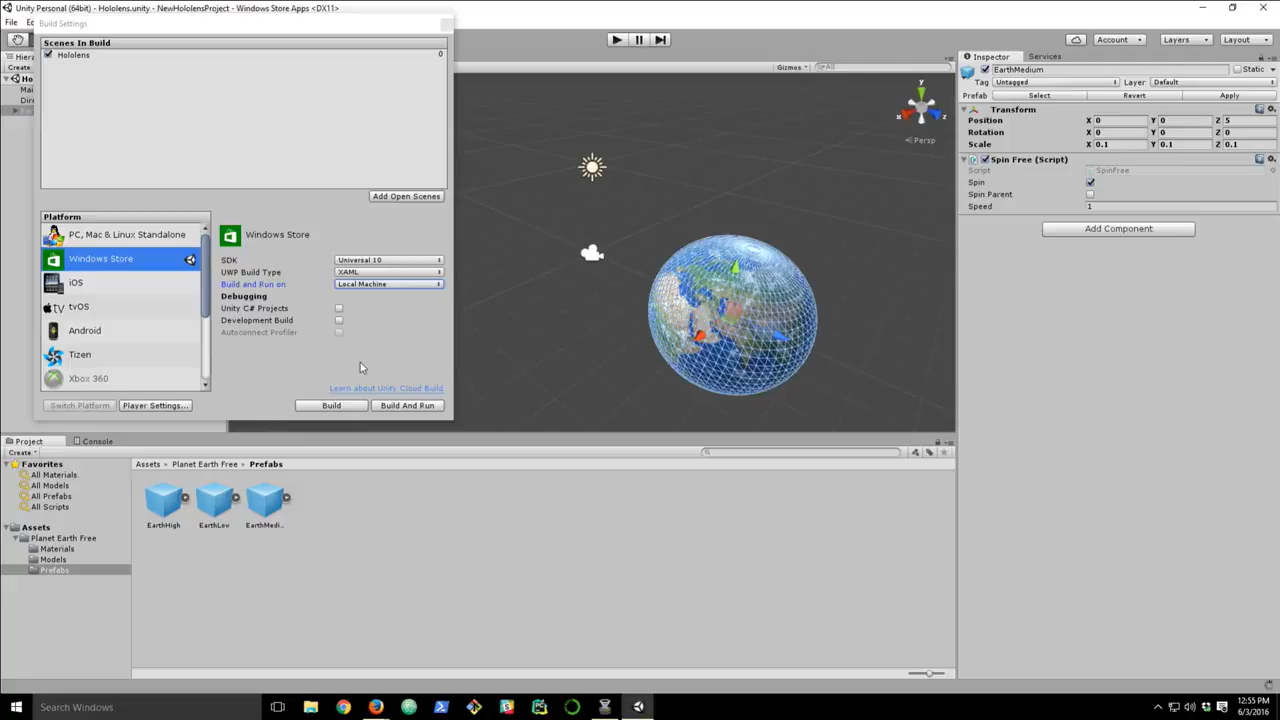 Unity Personal (64bit) - Hololens.unity - NewHololensProject - Windows Store Apps <DX11>
File
Build Settings
Scenes In Build
Hololens 0
Add Open Scenes
Platform
PC, Mac & Linux Standalone
Windows Store
iOS
tvOS
tv
Android
Tizen
Xbox 360
Switch Platform
Player Settings...
Windows Store
SDK Universal 10
UWP Build Type XAML
Build and Run on Local Machine
Debugging
Unity C# Projects
Development Build
Autoconnect Profiler
Learn about Unity Cloud Build
Build
Build And Run
Create
Gizmos
All
y
x
z
Persp
Account
Layers
Layout
Inspector
Services
EarthMedium
Static
Tag Untagged
Layer Default
Prefab Select Revert Apply
Transform
Position X 0 Y 0 Z 5
Rotation X 0 Y 0 Z 0
Scale X 0.1 Y 0.1 Z 0.1
Spin Free (Script)
Script SpinFree
Spin
Spin Parent
Speed 1
Add Component
Project
Console
Create
Favorites
All Materials
All Models
All Prefabs
All Scripts
Assets
Planet Earth Free
Materials
Models
Prefabs
Assets Planet Earth Free Prefabs
EarthHigh
EarthLow
EarthMedi...
Search Windows
12:55 PM
6/3/2016